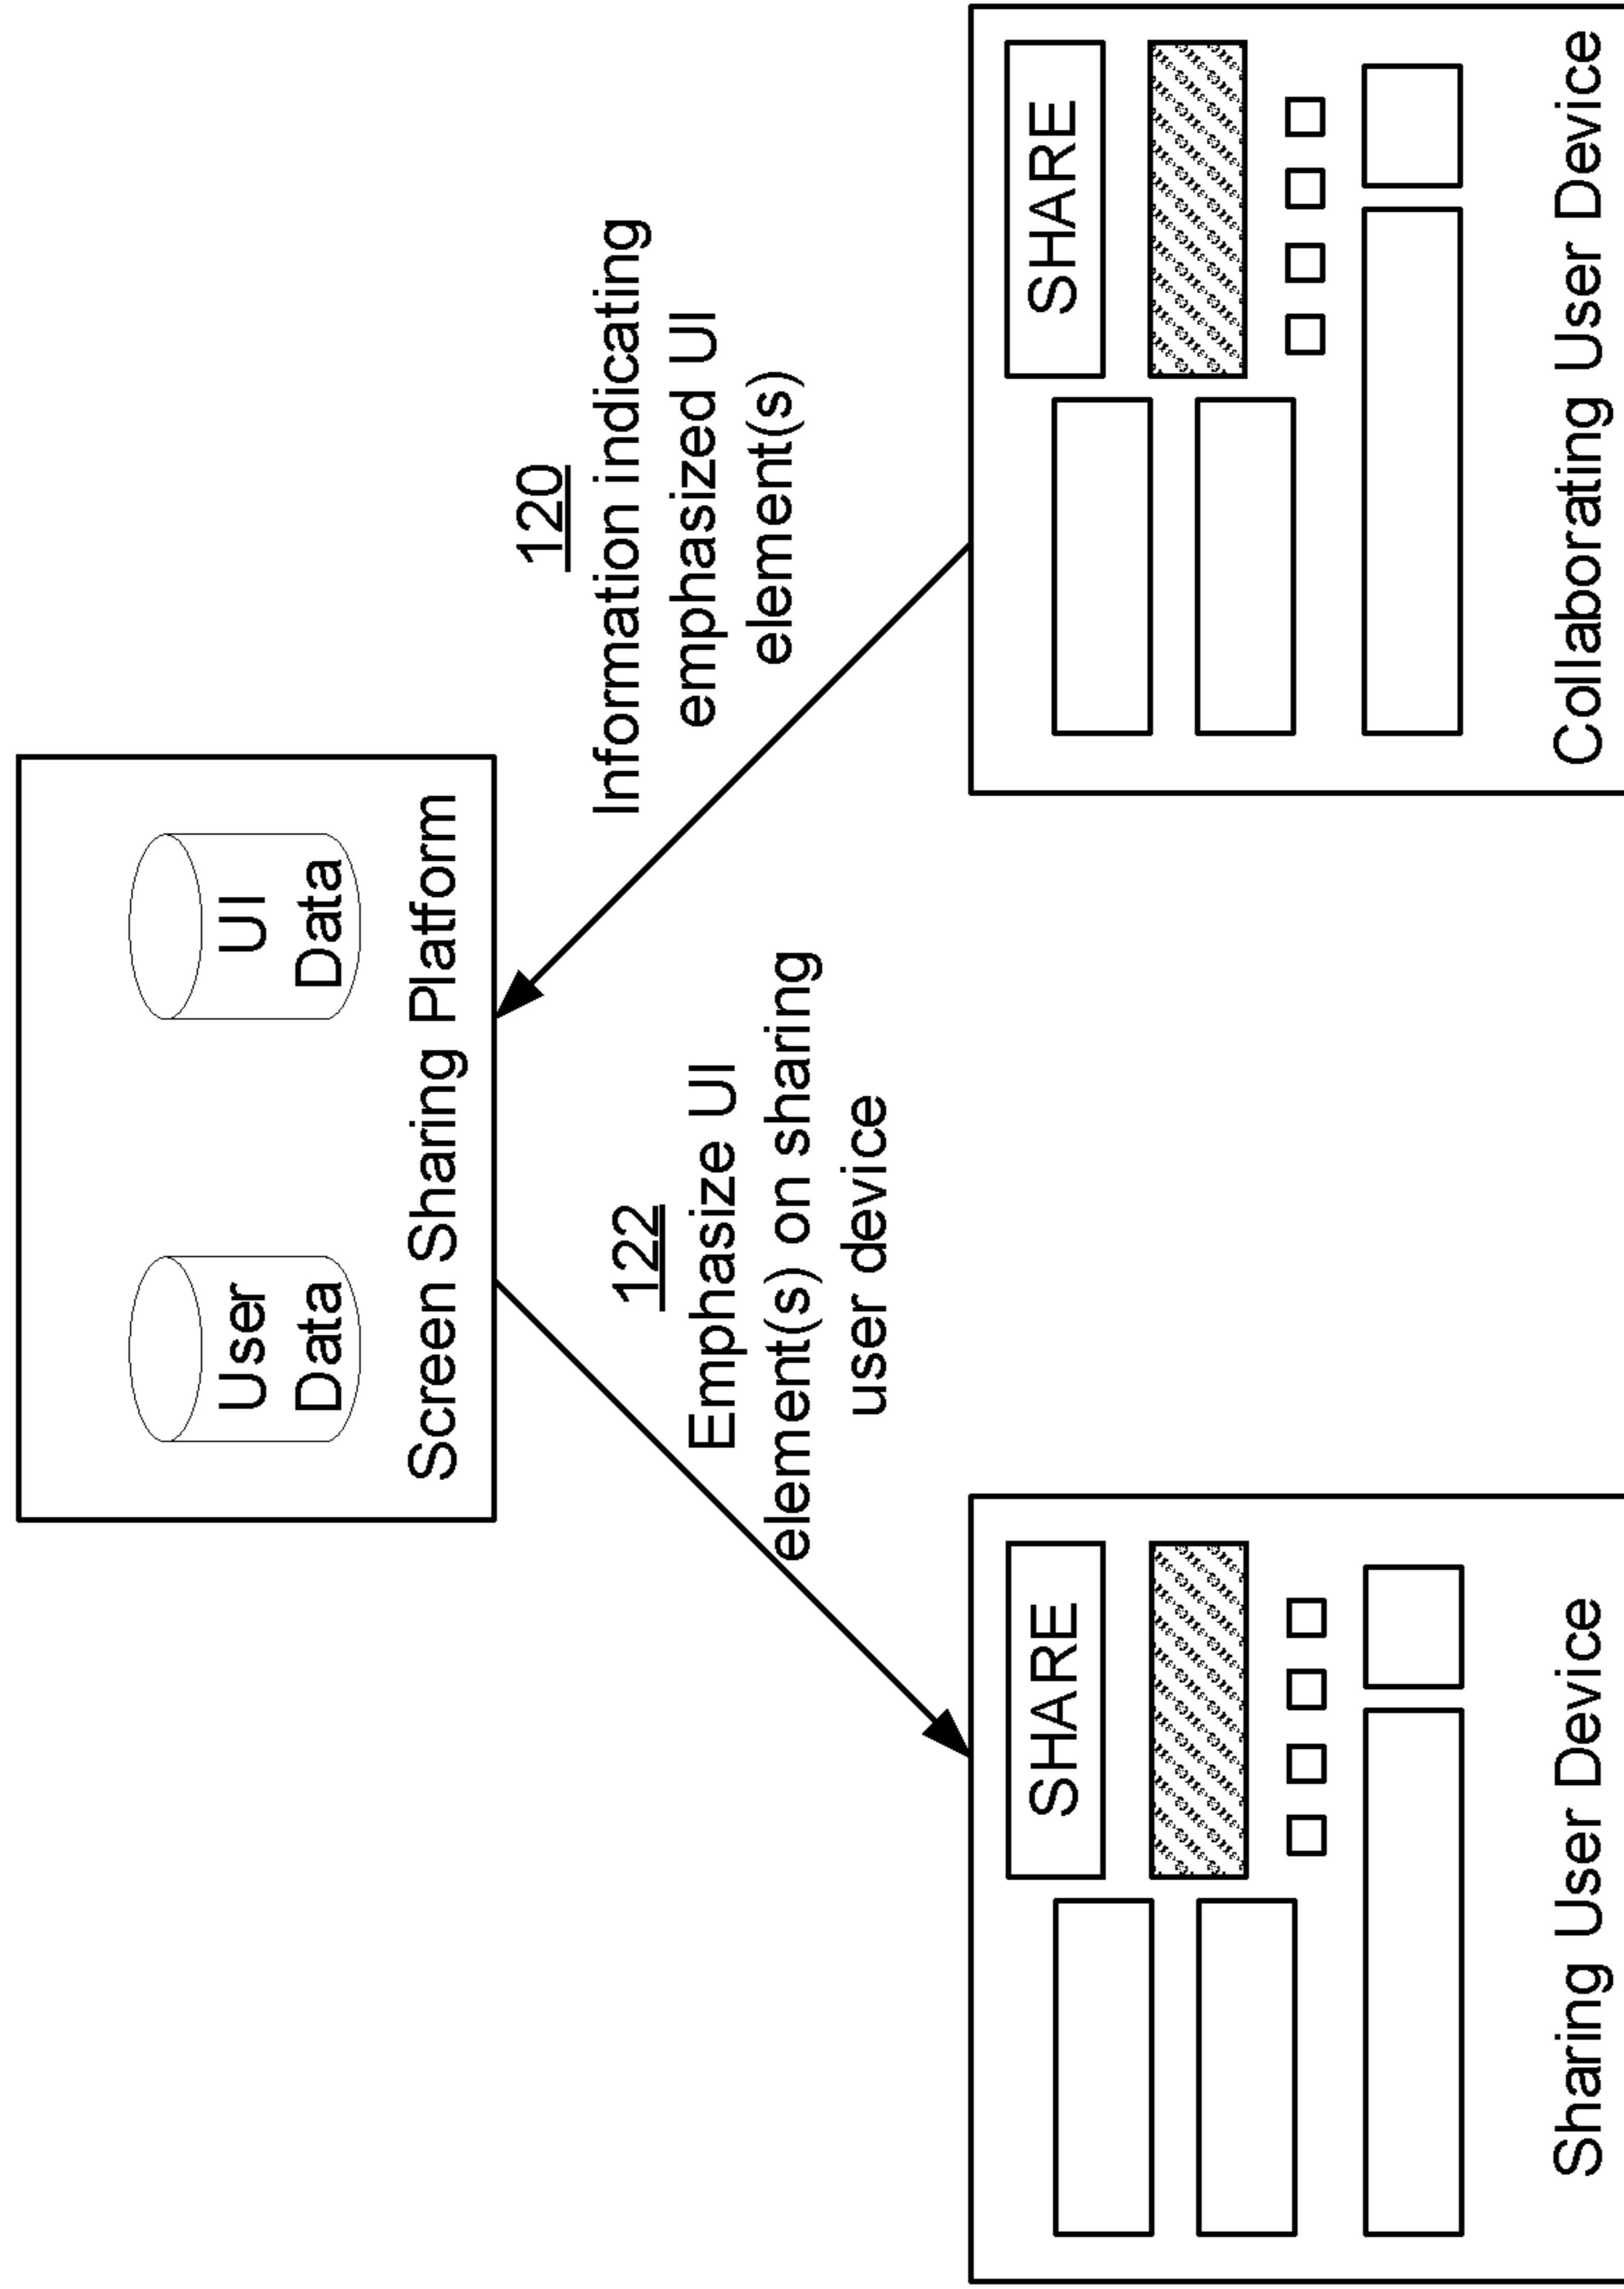 User
Data
UI
Data
Screen Sharing Platform
122
Emphasize UI
element(s) on sharing
user device
120
Information indicating
emphasized UI
element(s)
SHARE
Sharing User Device
SHARE
Collaborating User Device